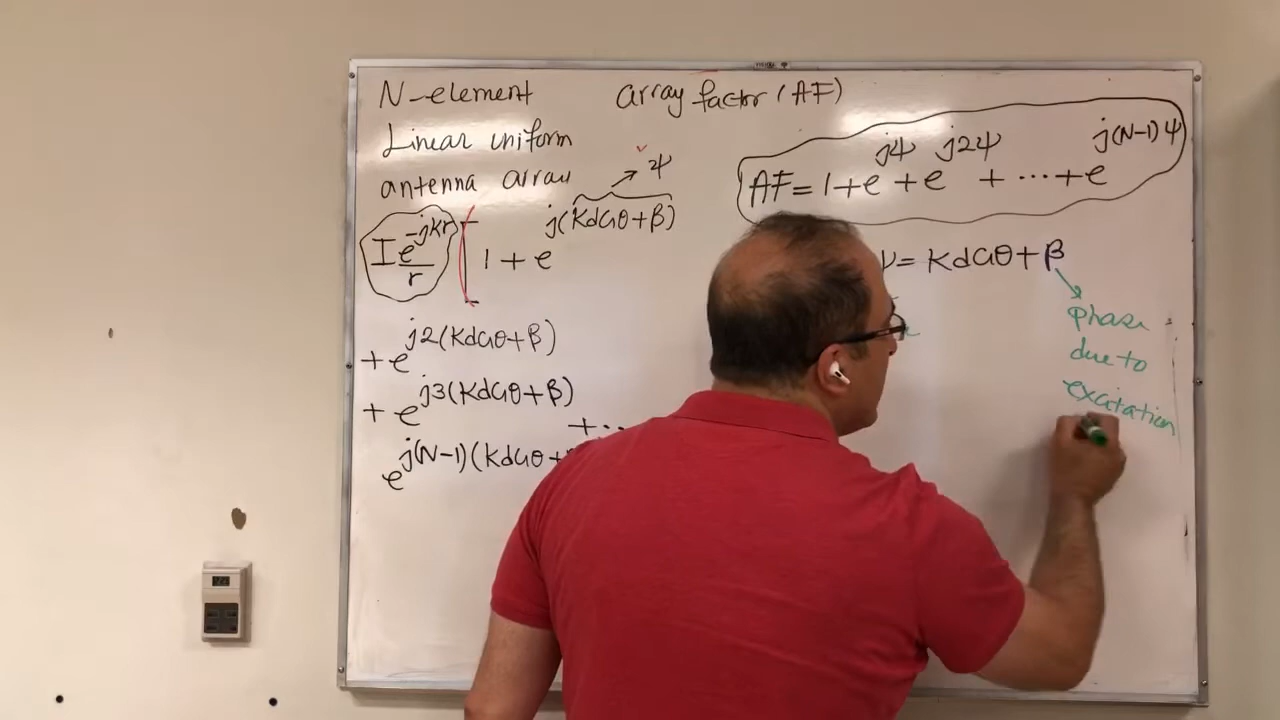 N-element
Linear uniform
antenna array
array factor (AF)
ψ
I e^-jkr / r [ 1 + e^j(Kdcosθ+β)
+ e^j2(Kdcosθ+β)
+ e^j3(Kdcosθ+β)
+ ..
e^j(N-1)(Kdcosθ+
AF = 1 + e^jψ + e^j2ψ + ... + e^j(N-1)ψ
ψ = Kdcosθ + β
phase
due to
excitation